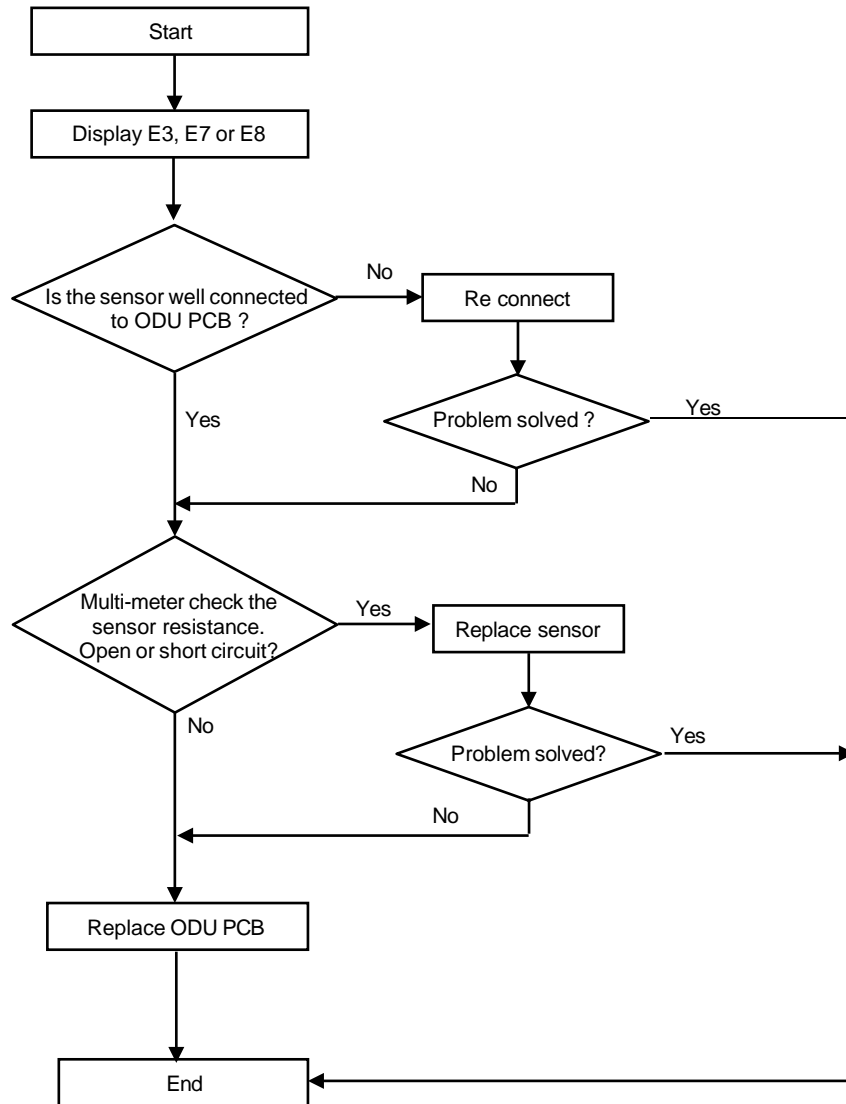 Start
Display E3, E7 or E8
Is the sensor well connected
to ODU PCB ?
No
Re connect
Yes
Problem solved ?
Yes
No
Multi-meter check the
sensor resistance.
Open or short circuit?
Yes
Replace sensor
No
Problem solved?
Yes
No
Replace ODU PCB
End